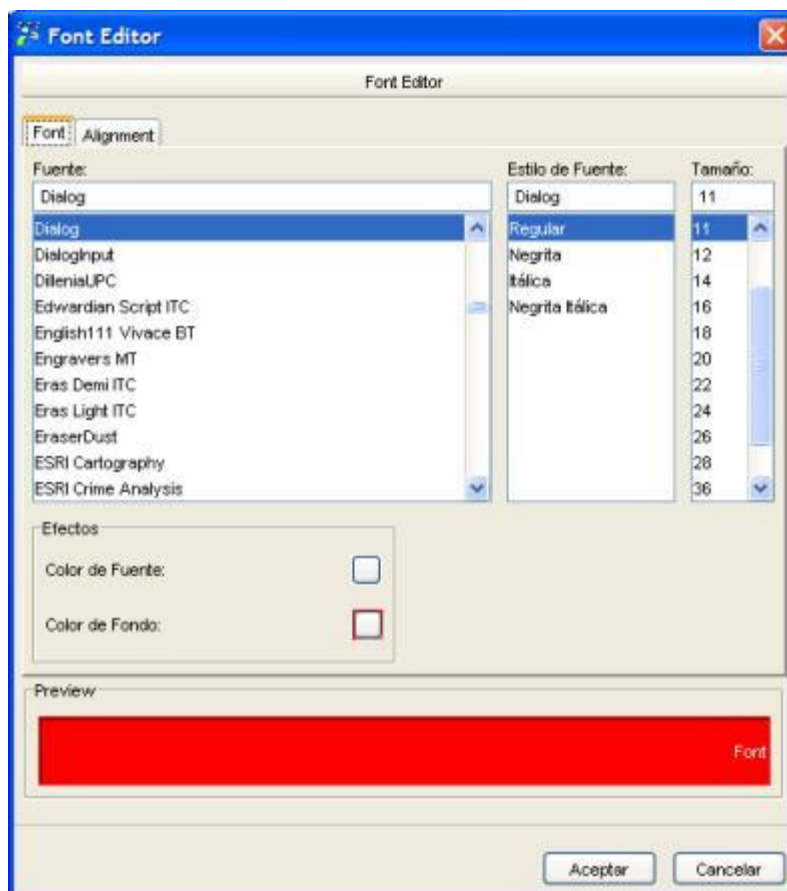 Font Editor
Font Editor
Font Alignment
Fuente:
Dialog
Dialog
DialogInput
DilleniaUPC
Edwardian Script ITC
English111 Vivace BT
Engravers MT
Eras Demi ITC
Eras Light ITC
EraserDust
ESRI Cartography
ESRI Crime Analysis
Estilo de Fuente:
Dialog
Regular
Negrita
Itálica
Negrita Itálica
Tamaño:
11
11
12
14
16
18
20
22
24
26
28
36
Efectos
Color de Fuente:
Color de Fondo:
Preview
Font
Aceptar Cancelar